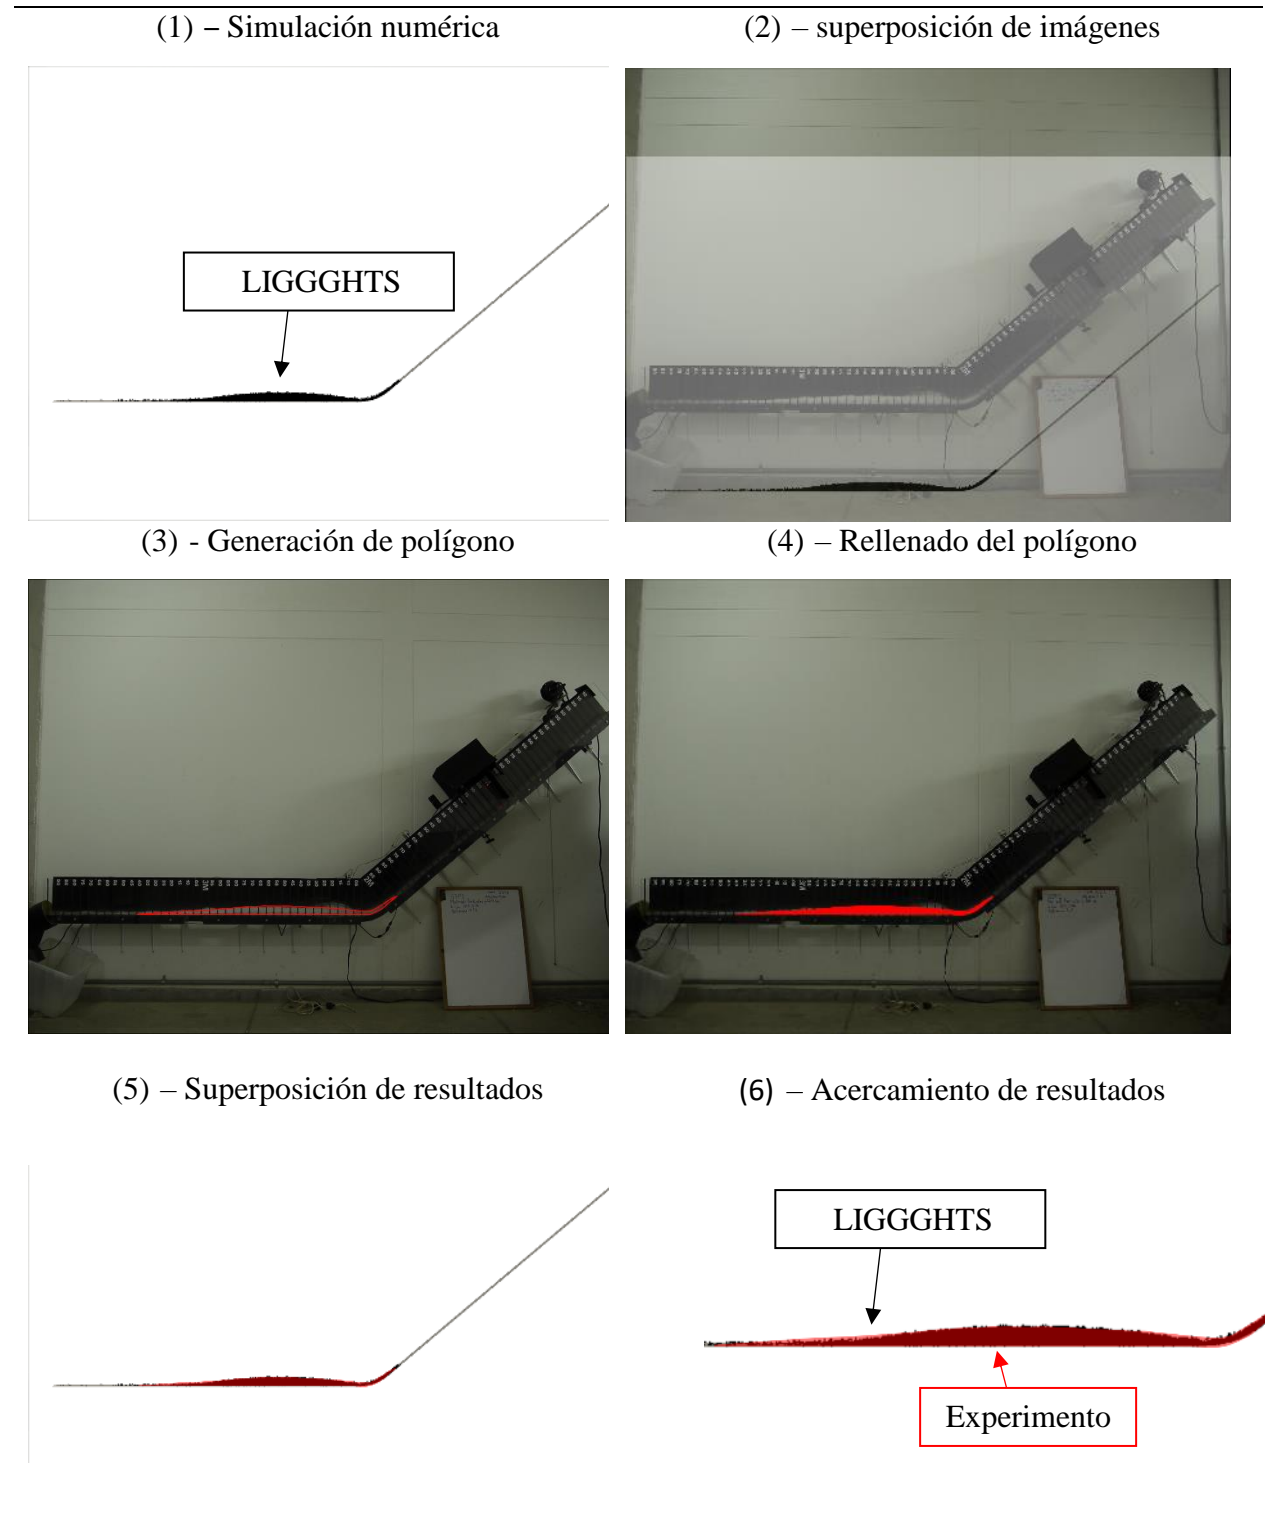 (1) – Simulación numérica
(2) – superposición de imágenes
LIGGGHTS
(3) - Generación de polígono
(4) – Rellenado del polígono
(5) – Superposición de resultados
(6) – Acercamiento de resultados
LIGGGHTS
Experimento